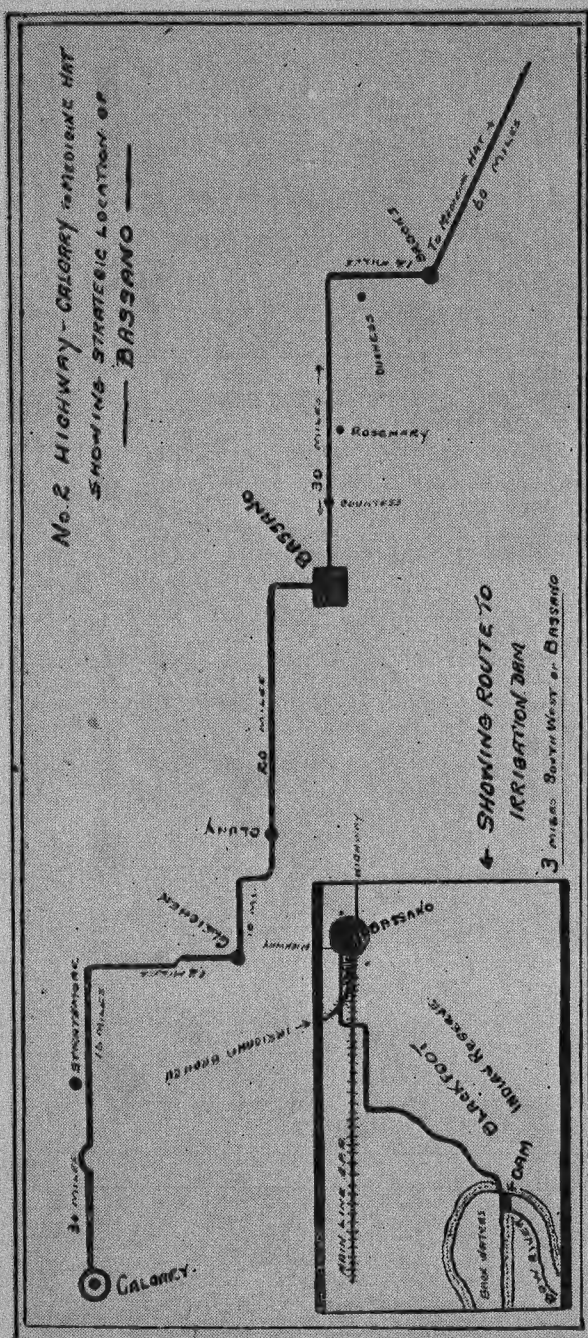 No. 2 HIGHWAY - CALGARY TO MEDICINE HAT
SHOWING STRATEGIC LOCATION OF
BASSANO
CALGARY.
30 MILES
STRATHMORE
15 MILES
GLEICHEN
10 MI.
CLUNY
20 MILES
BASSANO
COUNTESS
30 MILES
ROSEMARY
DUCHESS
BROOKS
TO MEDICINE HAT
60 MILES
SHOWING ROUTE TO
IRRIGATION DAM
3 MILES SOUTH WEST OF BASSANO
HIGHWAY
HIGHWAY
BASSANO
BRANCH
MAIN LINE C.P.R.
BLACKFOOT
INDIAN RESERVE
DAM
BACK WATERS
BOW RIVER